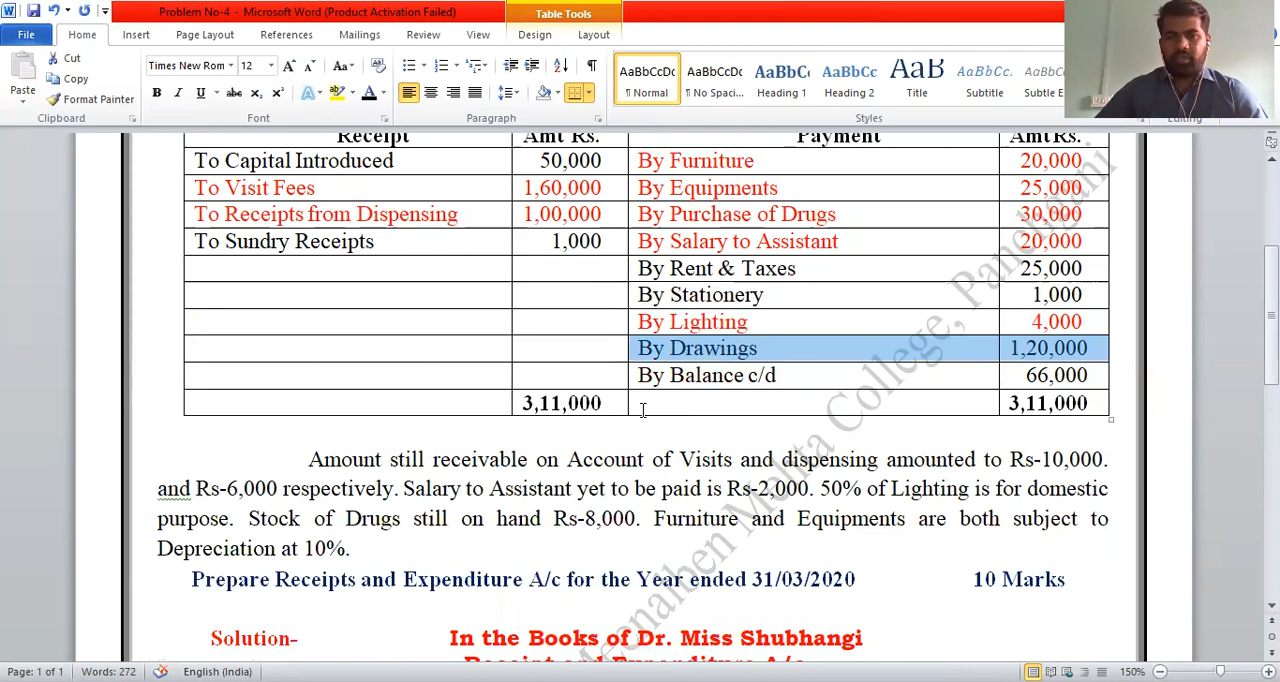 Problem No-4 - Microsoft Word (Product Activation Failed)
Table Tools
File Home Insert Page Layout References Mailings Review View Design Layout
Cut
Copy
Format Painter
Paste
Clipboard
Times New Rom 12
Font
Paragraph
AaBbCcDc AaBbCcDc AaBbCc AaBbCc AaB AaBbCc. AaBbCcDc
¶ Normal ¶ No Spaci... Heading 1 Heading 2 Title Subtitle Subtle E
Styles
Editing
Receipt Amt Rs. Payment Amt Rs.
To Capital Introduced 50,000 By Furniture 20,000
To Visit Fees 1,60,000 By Equipments 25,000
To Receipts from Dispensing 1,00,000 By Purchase of Drugs 30,000
To Sundry Receipts 1,000 By Salary to Assistant 20,000
By Rent & Taxes 25,000
By Stationery 1,000
By Lighting 4,000
By Drawings 1,20,000
By Balance c/d 66,000
3,11,000 3,11,000
Amount still receivable on Account of Visits and dispensing amounted to Rs-10,000.
and Rs-6,000 respectively. Salary to Assistant yet to be paid is Rs-2,000. 50% of Lighting is for domestic
purpose. Stock of Drugs still on hand Rs-8,000. Furniture and Equipments are both subject to
Depreciation at 10%.
Prepare Receipts and Expenditure A/c for the Year ended 31/03/2020 10 Marks
Solution- In the Books of Dr. Miss Shubhangi
Receipt and Expenditure A/c
Meenalben Mehta College, Panchgani
Page: 1 of 1 Words: 272 English (India) 150%